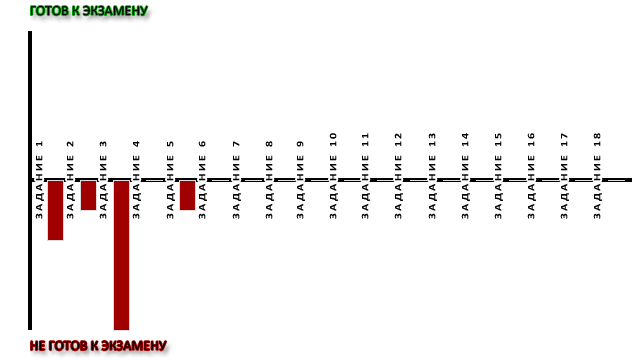 ГОТОВ К ЭКЗАМЕНУ
ЗАДАНИЕ 1
ЗАДАНИЕ 2
ЗАДАНИЕ 3
ЗАДАНИЕ 4
ЗАДАНИЕ 5
ЗАДАНИЕ 6
ЗАДАНИЕ 7
ЗАДАНИЕ 8
ЗАДАНИЕ 9
ЗАДАНИЕ 10
ЗАДАНИЕ 11
ЗАДАНИЕ 12
ЗАДАНИЕ 13
ЗАДАНИЕ 14
ЗАДАНИЕ 15
ЗАДАНИЕ 16
ЗАДАНИЕ 17
ЗАДАНИЕ 18
НЕ ГОТОВ К ЭКЗАМЕНУ